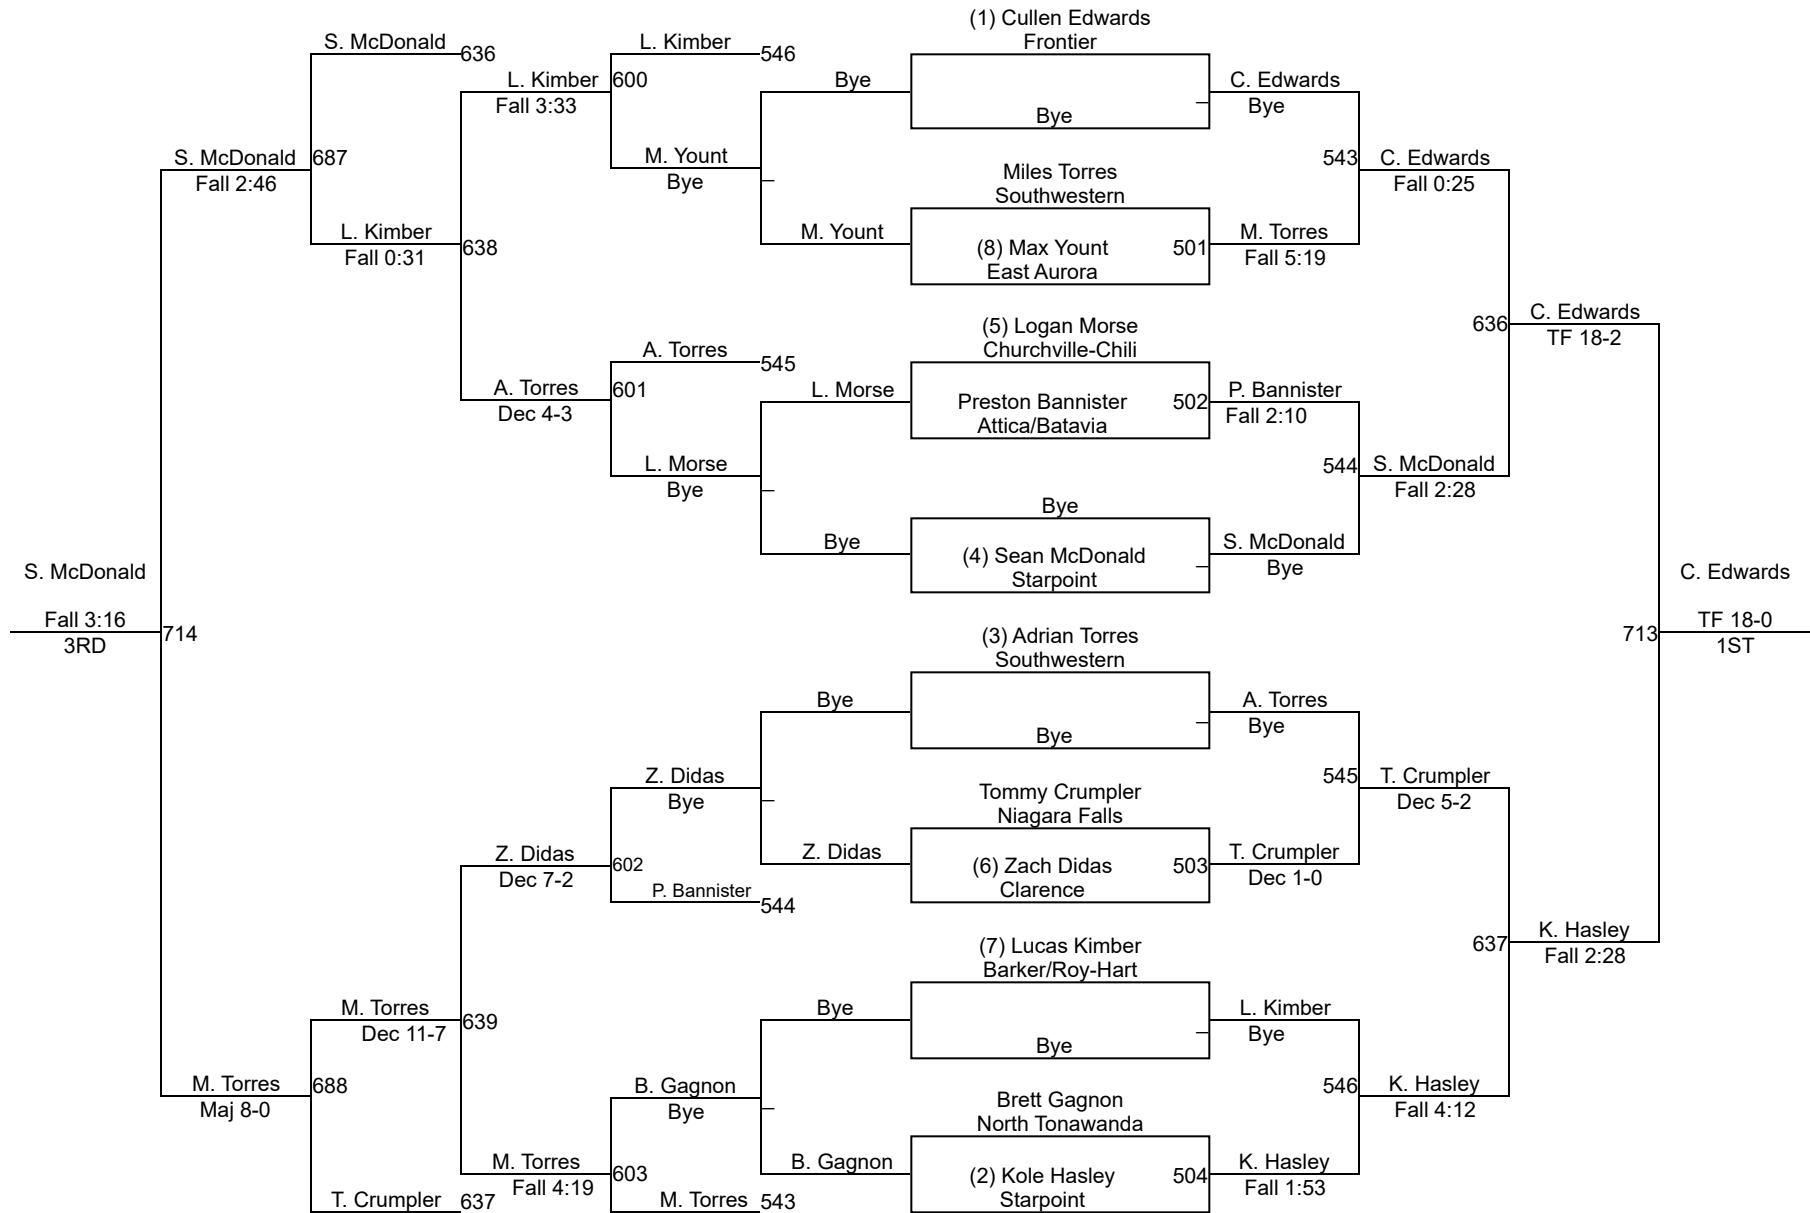 (1) Cullen Edwards
Frontier
S. McDonald
636
L. Kimber
546
L. Kimber
600
Fall 3:33
Bye
Bye
C. Edwards
Bye
S. McDonald
687
Fall 2:46
M. Yount
Bye
543
C. Edwards
Fall 0:25
Miles Torres
Southwestern
L. Kimber
638
Fall 0:31
M. Yount
(8) Max Yount
East Aurora
501
M. Torres
Fall 5:19
636
C. Edwards
TF 18-2
(5) Logan Morse
Churchville-Chili
A. Torres
545
A. Torres
601
Dec 4-3
L. Morse
Preston Bannister
Attica/Batavia
502
P. Bannister
Fall 2:10
L. Morse
Bye
544
S. McDonald
Fall 2:28
Bye
Bye
(4) Sean McDonald
Starpoint
S. McDonald
Bye
S. McDonald
Fall 3:16
3RD
714
C. Edwards
713
TF 18-0
1ST
(3) Adrian Torres
Southwestern
Bye
Bye
A. Torres
Bye
Z. Didas
Bye
545
T. Crumpler
Dec 5-2
Tommy Crumpler
Niagara Falls
Z. Didas
602
Dec 7-2
Z. Didas
(6) Zach Didas
Clarence
503
T. Crumpler
Dec 1-0
P. Bannister
544
637
K. Hasley
Fall 2:28
(7) Lucas Kimber
Barker/Roy-Hart
M. Torres
639
Dec 11-7
Bye
Bye
L. Kimber
Bye
M. Torres
688
Maj 8-0
B. Gagnon
Bye
546
K. Hasley
Fall 4:12
Brett Gagnon
North Tonawanda
M. Torres
603
Fall 4:19
B. Gagnon
(2) Kole Hasley
Starpoint
504
K. Hasley
Fall 1:53
T. Crumpler
637
M. Torres
543